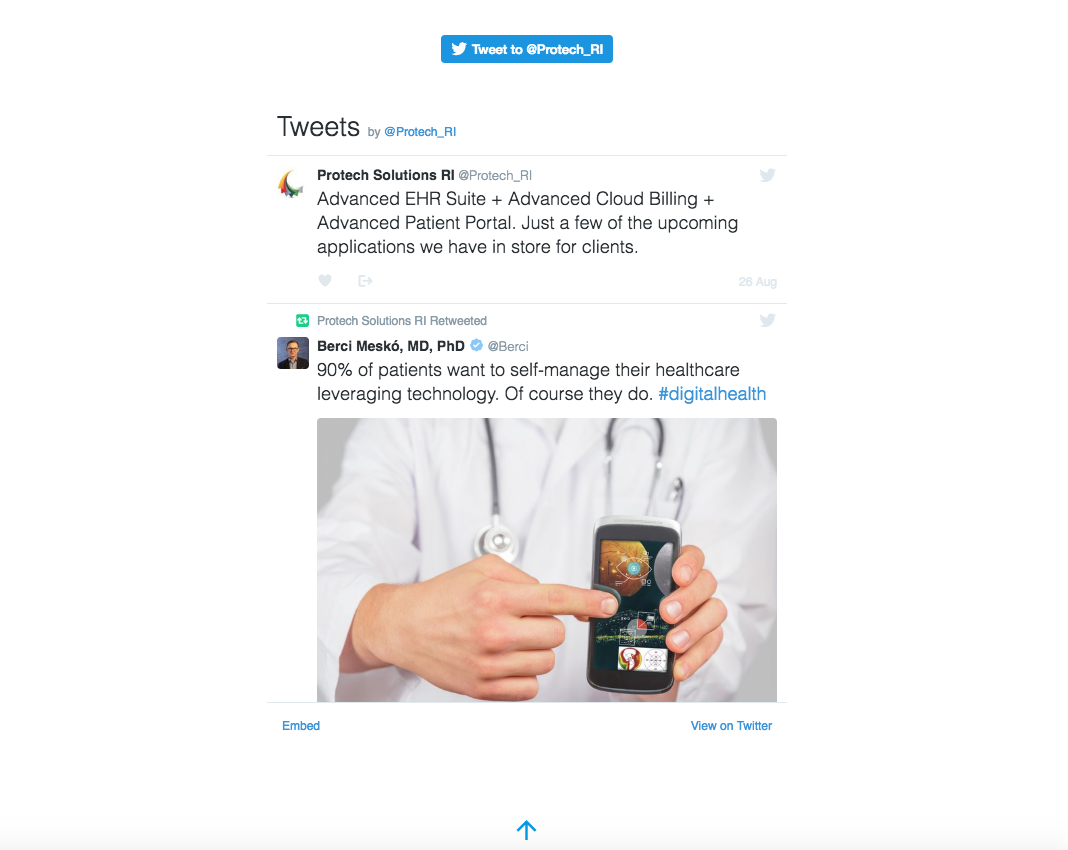 Tweet to @Protech_RI
Tweets by @Protech_RI
Protech Solutions RI @Protech_RI
Advanced EHR Suite + Advanced Cloud Billing +
Advanced Patient Portal. Just a few of the upcoming
applications we have in store for clients.
26 Aug
Protech Solutions RI Retweeted
Berci Meskó, MD, PhD @Berci
90% of patients want to self-manage their healthcare
leveraging technology. Of course they do. #digitalhealth
Embed
View on Twitter